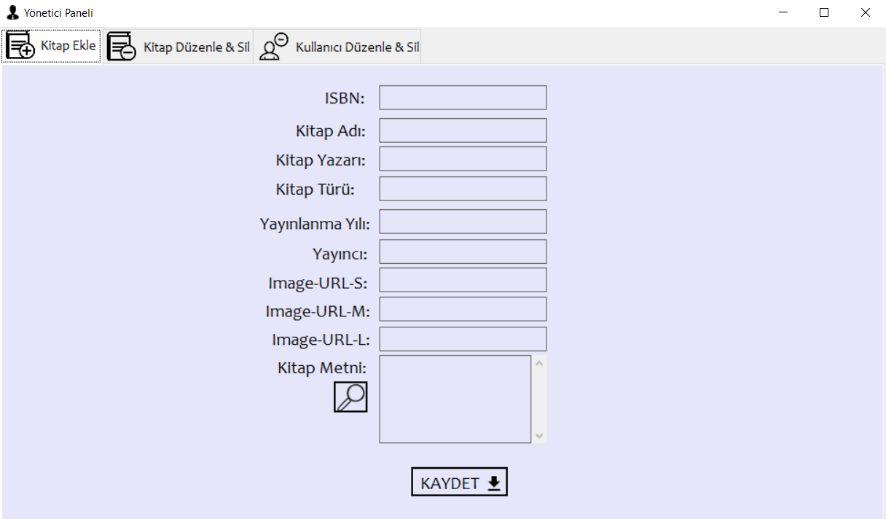 Yönetici Paneli
Kitap Ekle
Kitap Düzenle & Sil
Kullanıcı Düzenle & Sil
ISBN:
Kitap Adı:
Kitap Yazarı:
Kitap Türü:
Yayınlanma Yılı:
Yayıncı:
Image-URL-S:
Image-URL-M:
Image-URL-L:
Kitap Metni:
KAYDET